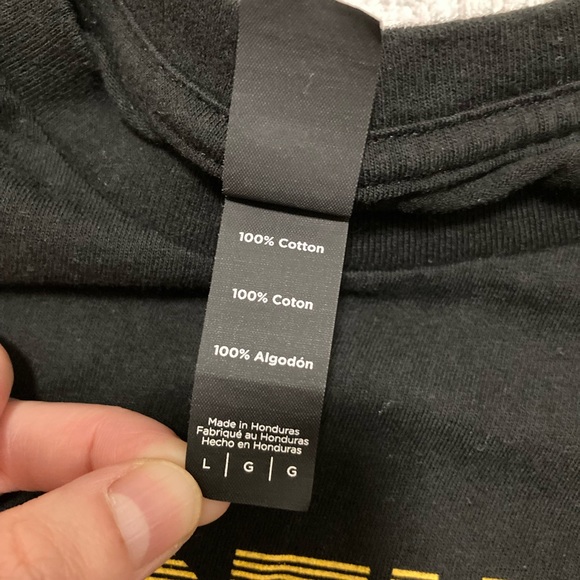 100% Cotton
100% Coton
100% Algodón
Made in Honduras
Fabriqué au Honduras
Hecho en Honduras
L | G | G